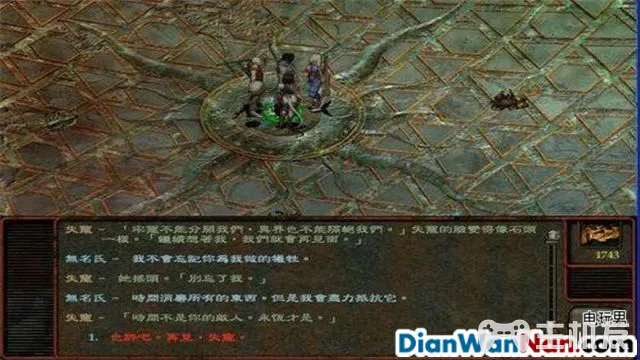 失寵 - 「牢籠不能分開我們，異界也不能隔絕我們。」失寵的臉變得像石頭
一樣。「繼續想著我，我們就會再見面。」
無名氏 - 我不會忘記你為我做的犧牲。
失寵 - 她搖頭。「別忘了我。」
無名氏 - 時間消磨所有的東西。但是我會盡力抵抗它。
失寵 - 「時間不是你的敵人。永恆才是。」
1. 也許吧。再見，失寵。
1743
电玩男
DianWanNan.com